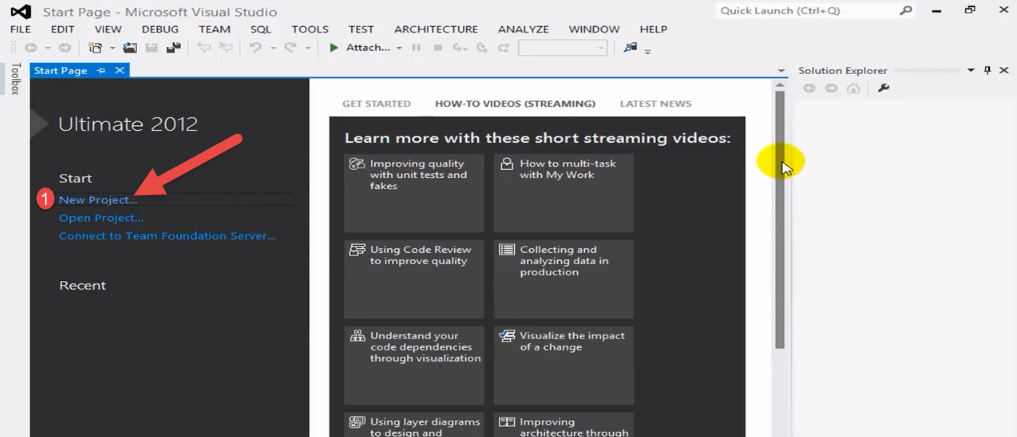 Start Page - Microsoft Visual Studio
Quick Launch (Ctrl+Q)
FILE EDIT VIEW DEBUG TEAM SQL TOOLS TEST ARCHITECTURE ANALYZE WINDOW HELP
Attach...
Toolbox
Start Page
Solution Explorer
Ultimate 2012
Start
1 New Project...
Open Project...
Connect to Team Foundation Server...
Recent
GET STARTED HOW-TO VIDEOS (STREAMING) LATEST NEWS
Learn more with these short streaming videos:
Improving quality
with unit tests and
fakes
How to multi-task
with My Work
Using Code Review
to improve quality
Collecting and
analyzing data in
production
Understand your
code dependencies
through visualization
Visualize the impact
of a change
Using layer diagrams
to design and
Improving
architecture through